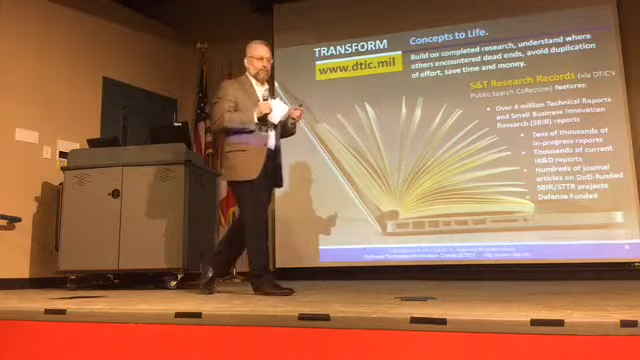 TRANSFORM
Concepts to Life.
www.dtic.mil
Build on completed research, understand where
others encountered dead ends, avoid duplication
of effort, save time and money.
S&T Research Records (via DTIC's
Public Search Collection) features:
• Over 4 million Technical Reports
and Small Business Innovation
Research (SBIR) reports
• Tens of thousands of
in-progress reports
• Thousands of current
IR&D reports
• Hundreds of journal
articles on DoD-funded
SBIR/STTR projects
• Defense Funded